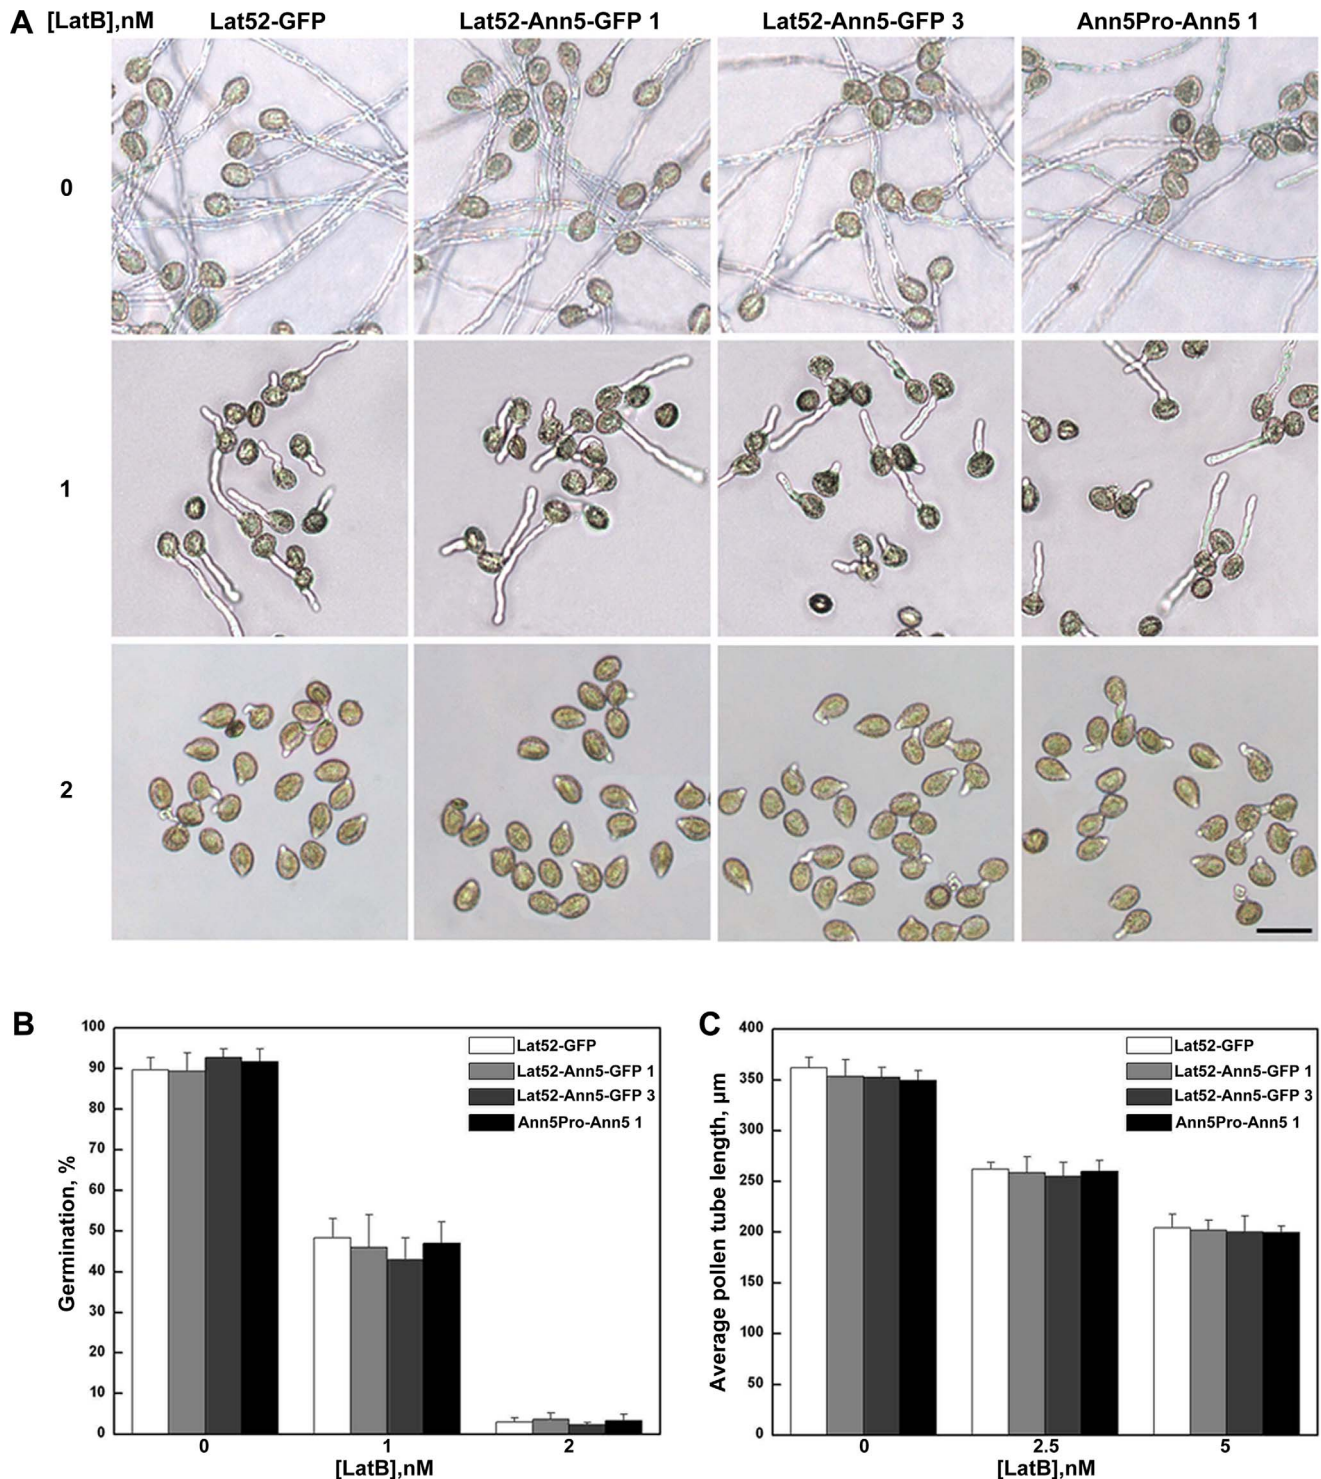 A [LatB],nM Lat52-GFP Lat52-Ann5-GFP 1 Lat52-Ann5-GFP 3 Ann5Pro-Ann5 1
0
1
2
B
Germination, %
100
90
80
70
60
50
40
30
20
10
0
Lat52-GFP
Lat52-Ann5-GFP 1
Lat52-Ann5-GFP 3
Ann5Pro-Ann5 1
0 1 2
[LatB],nM
C
Average pollen tube length, µm
400
350
300
250
200
150
100
50
0
Lat52-GFP
Lat52-Ann5-GFP 1
Lat52-Ann5-GFP 3
Ann5Pro-Ann5 1
0 2.5 5
[LatB],nM